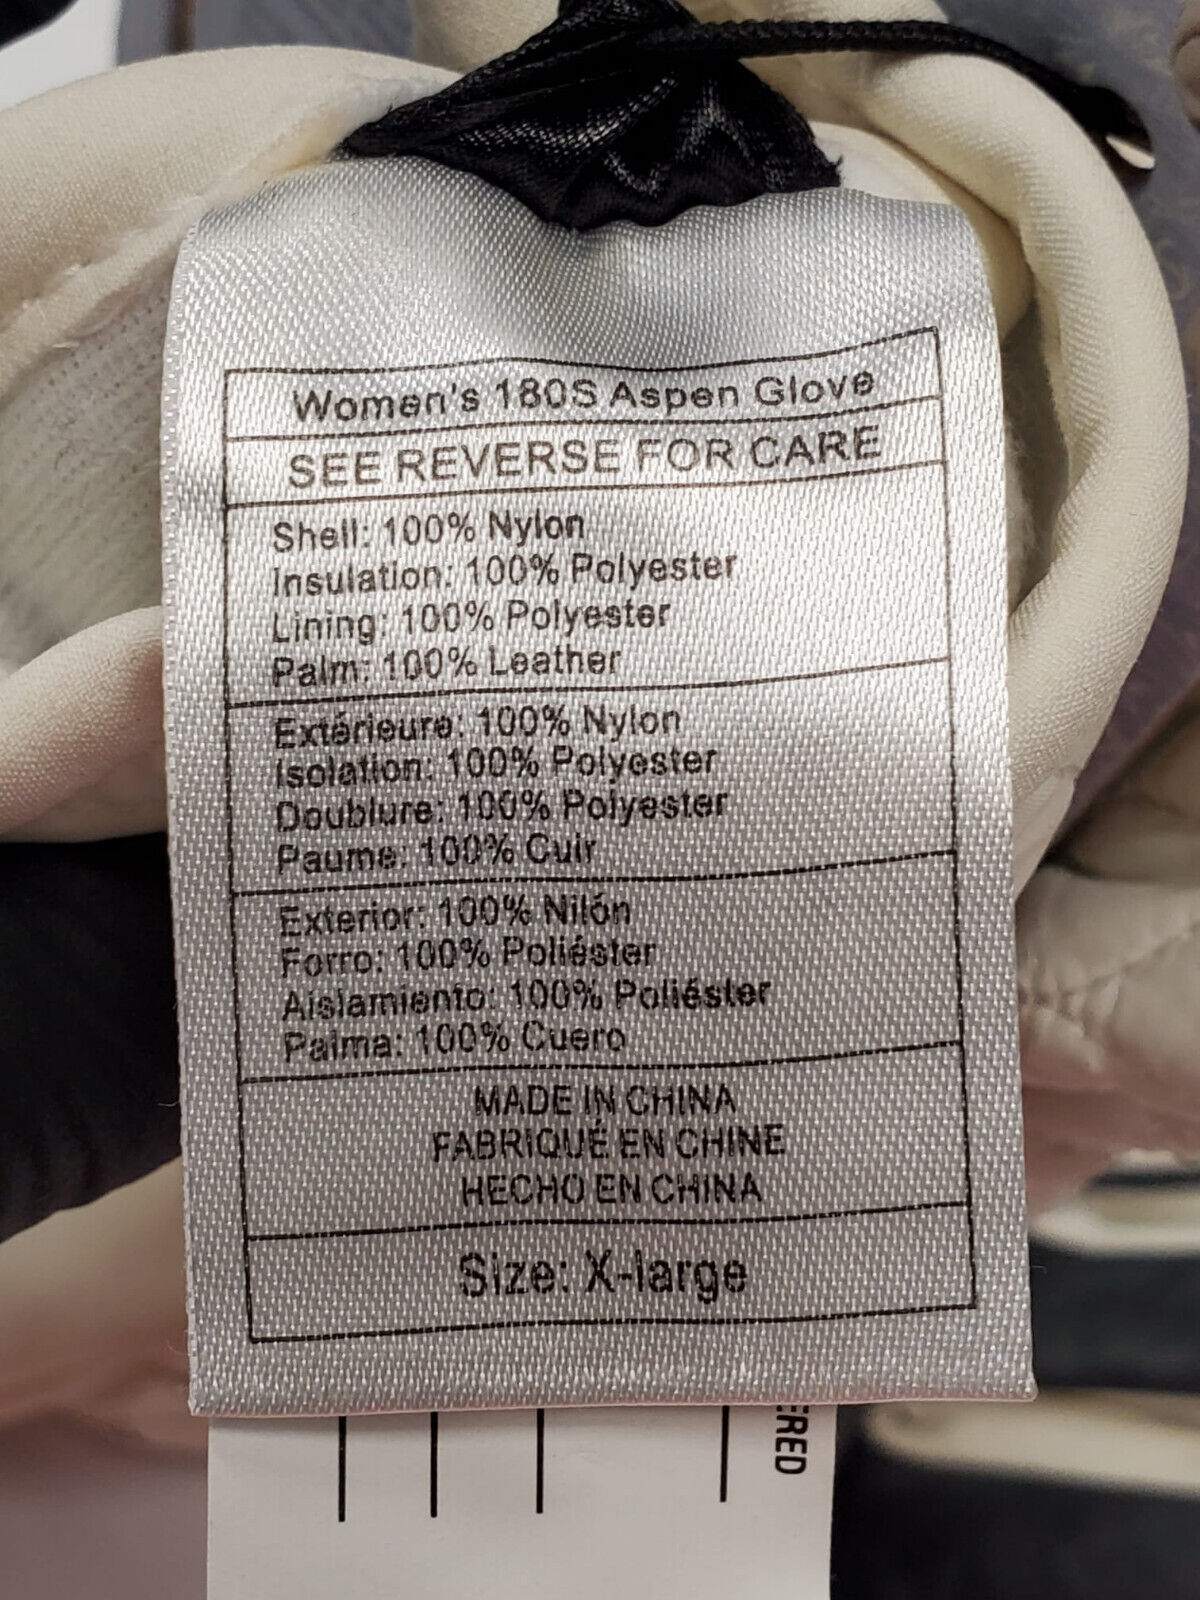 Women's 180S Aspen Glove
SEE REVERSE FOR CARE
Shell: 100% Nylon
Insulation: 100% Polyester
Lining: 100% Polyester
Palm: 100% Leather
Extérieure: 100% Nylon
Isolation: 100% Polyester
Doublure: 100% Polyester
Paume: 100% Cuir
Exterior: 100% Nilón
Forro: 100% Poliéster
Aislamiento: 100% Poliéster
Palma: 100% Cuero
MADE IN CHINA
FABRIQUÉ EN CHINE
HECHO EN CHINA
Size: X-large
ERED